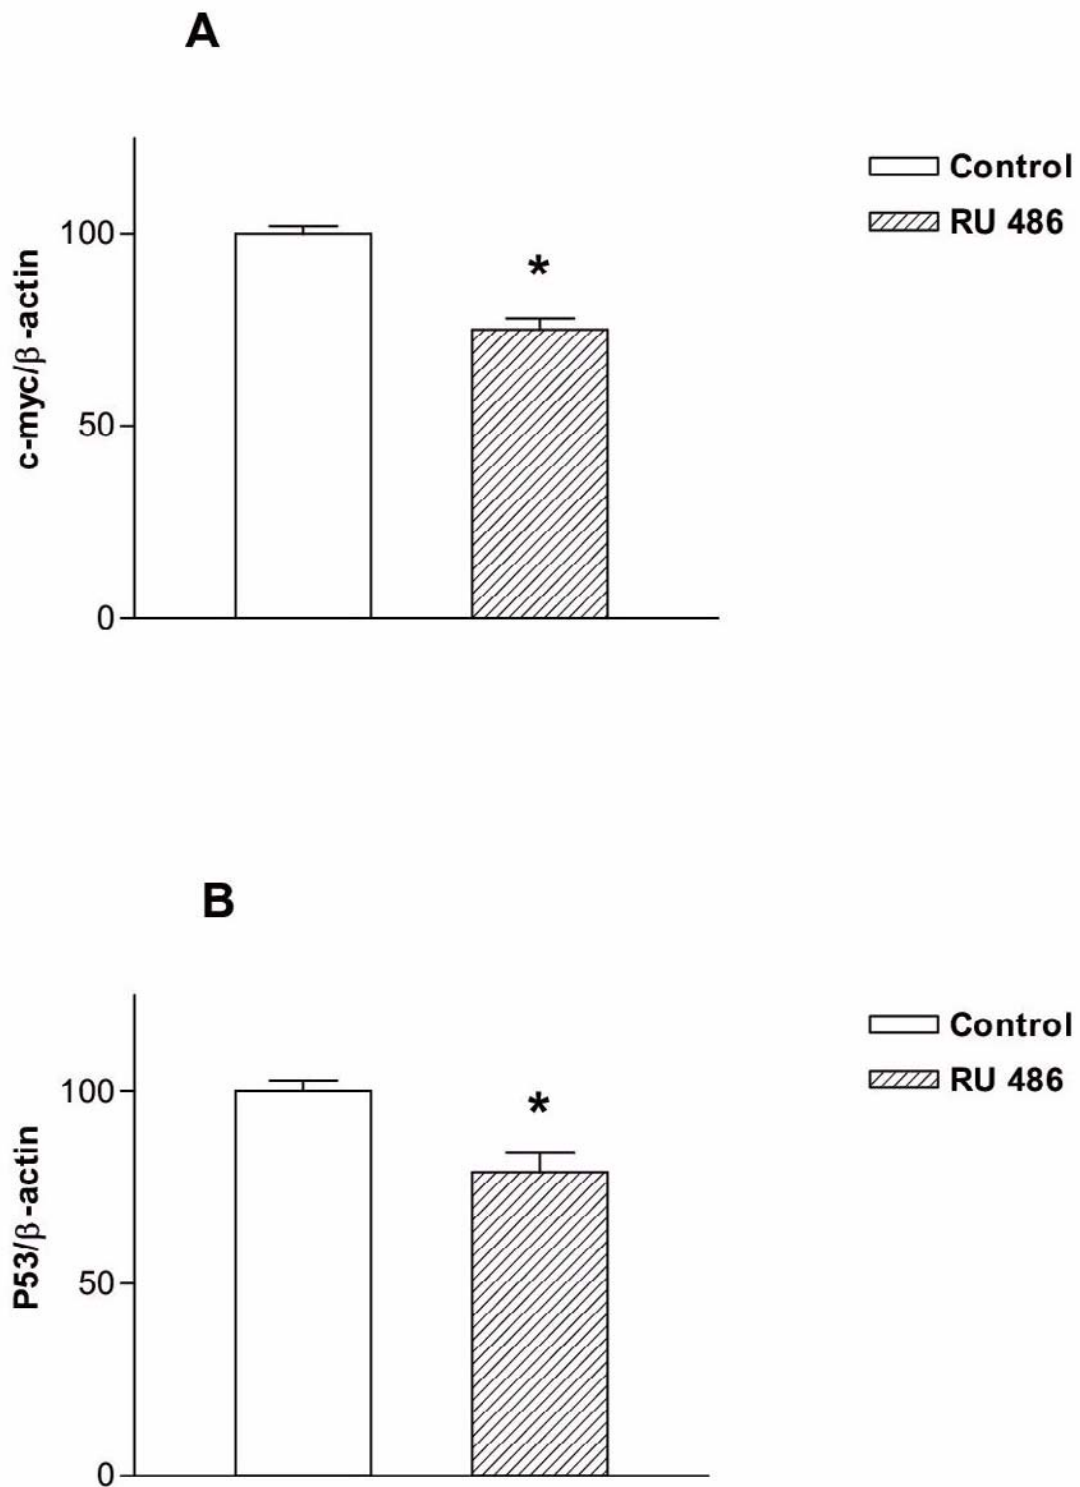 A
Control
RU 486
100
*
50
0
c-myc/β-actin
B
Control
RU 486
100
*
50
0
P53/β-actin